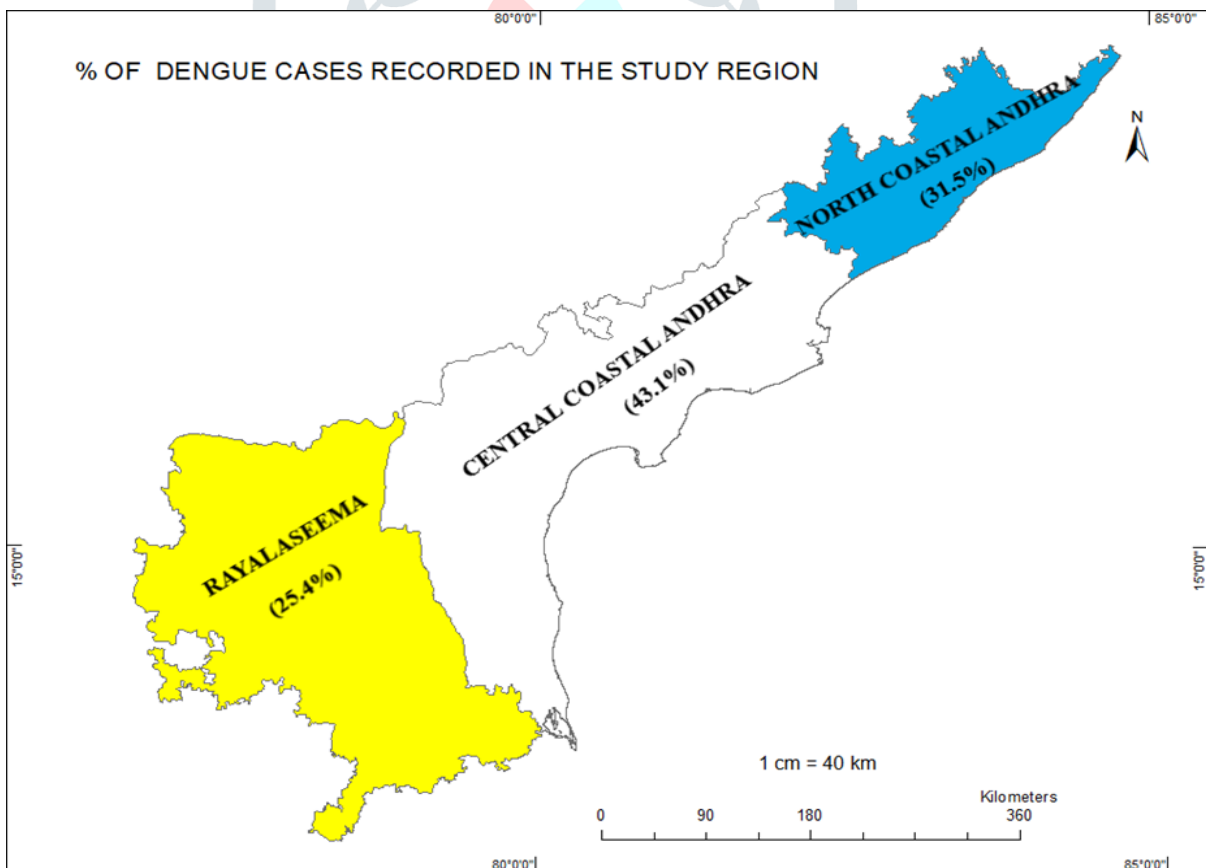 80°0'0"
85°0'0"
% OF DENGUE CASES RECORDED IN THE STUDY REGION
N
NORTH COASTAL ANDHRA
(31.5%)
CENTRAL COASTAL ANDHRA
(43.1%)
RAYALASEEMA
(25.4%)
15°0'0"
15°0'0"
1 cm = 40 km
Kilometers
0 90 180 360
80°0'0"
85°0'0"